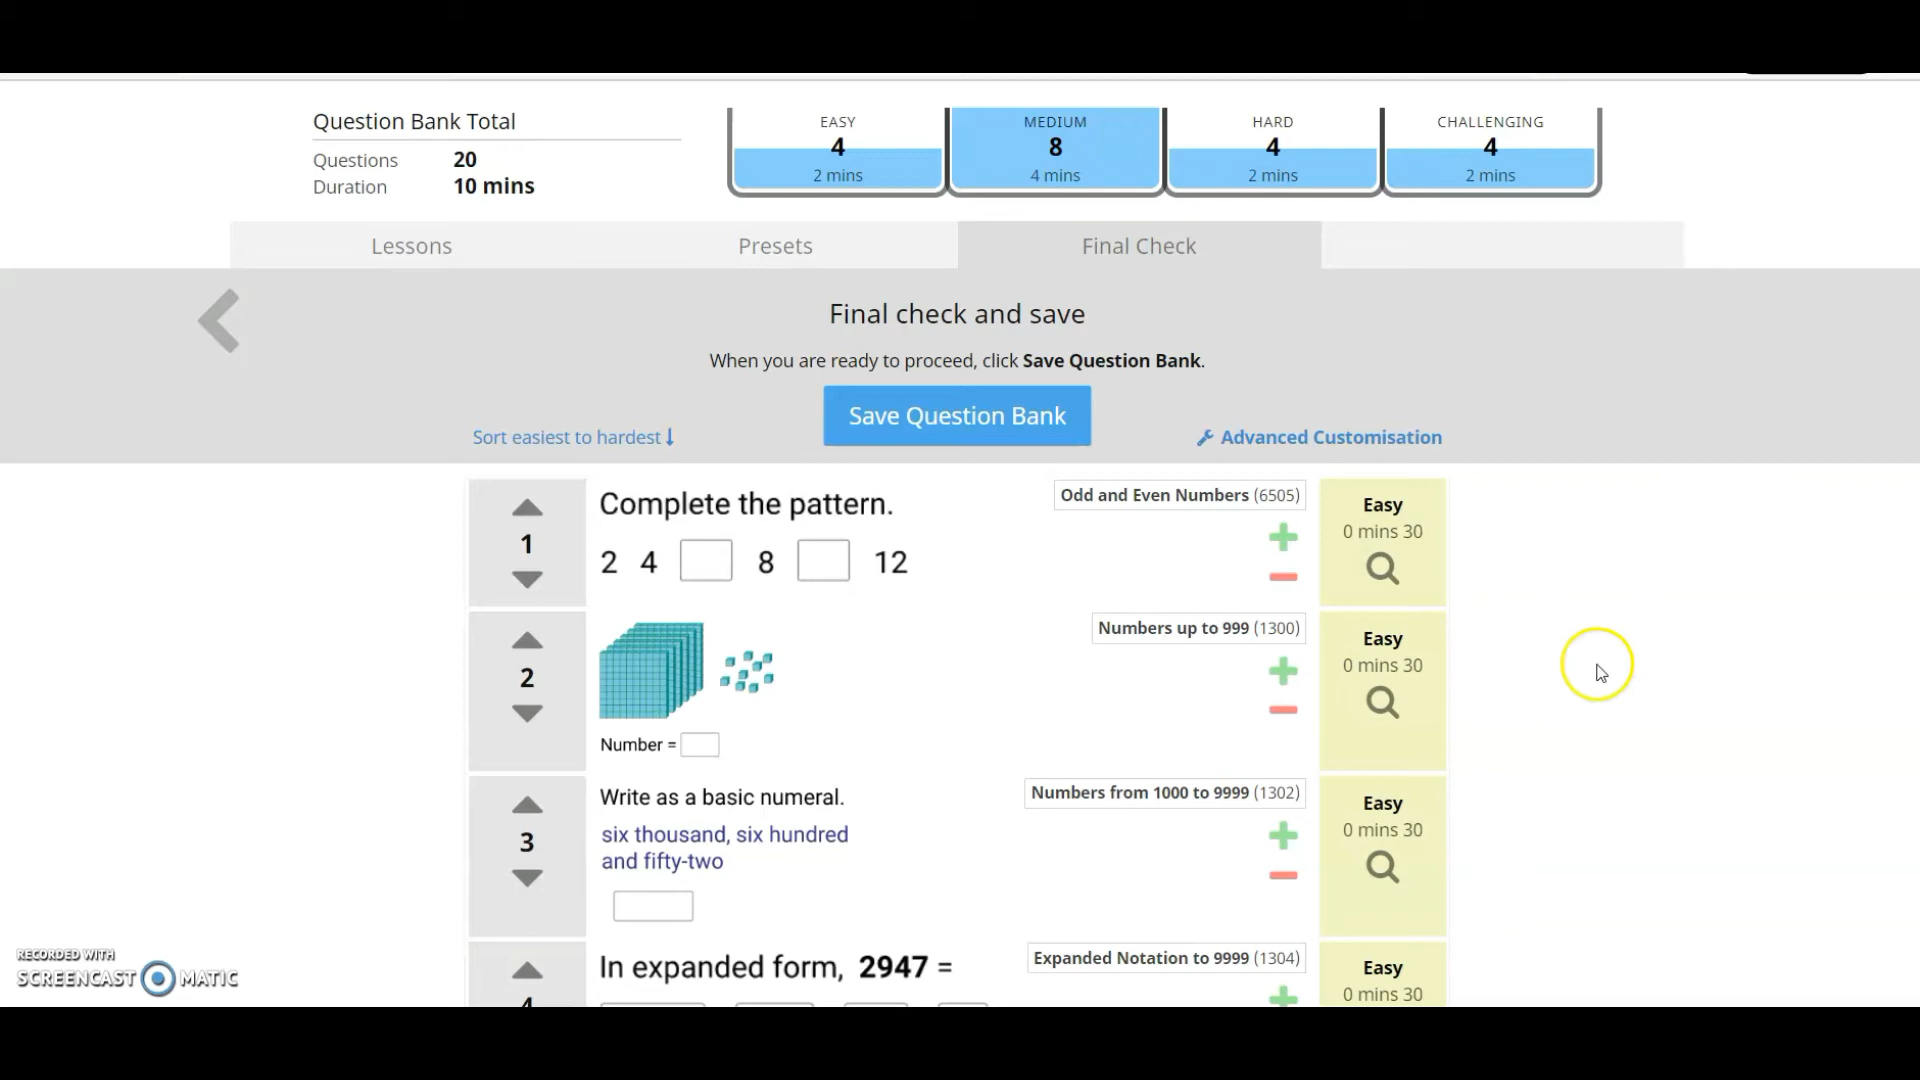 Question Bank Total
Questions 20
Duration 10 mins
EASY
4
2 mins
MEDIUM
8
4 mins
HARD
4
2 mins
CHALLENGING
4
2 mins
Lessons
Presets
Final Check
Final check and save
When you are ready to proceed, click Save Question Bank.
Save Question Bank
Sort easiest to hardest
Advanced Customisation
1
Complete the pattern.
2 4 8 12
Odd and Even Numbers (6505)
Easy
0 mins 30
2
Number =
Numbers up to 999 (1300)
Easy
0 mins 30
3
Write as a basic numeral.
six thousand, six hundred
and fifty-two
Numbers from 1000 to 9999 (1302)
Easy
0 mins 30
4
In expanded form, 2947 =
Expanded Notation to 9999 (1304)
Easy
0 mins 30
RECORDED WITH
SCREENCAST MATIC